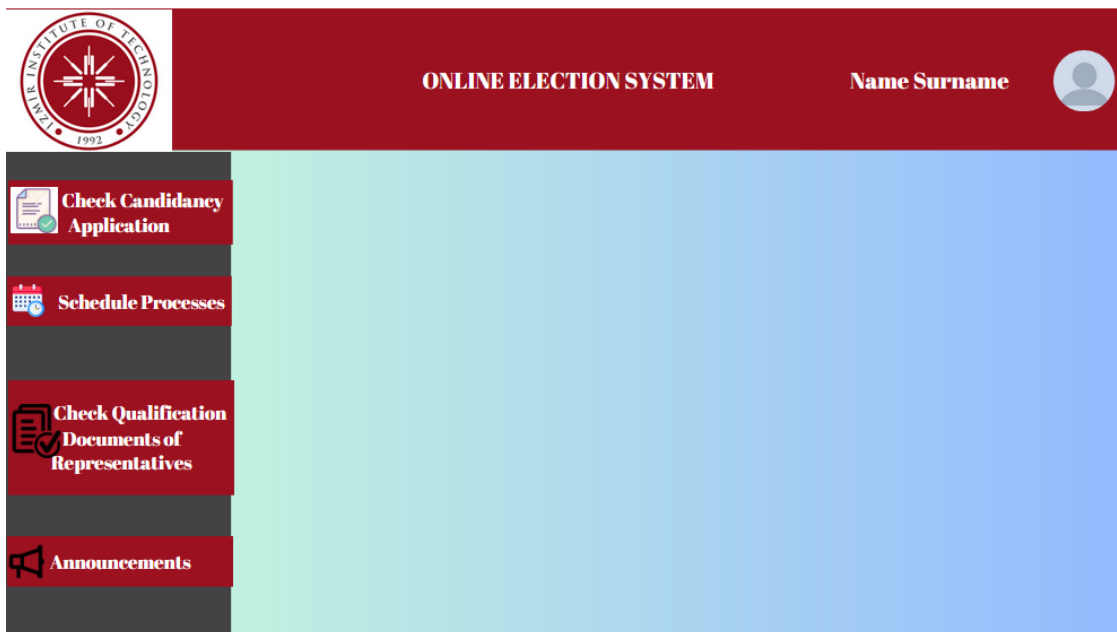 IZMIR INSTITUTE OF TECHNOLOGY
1992
ONLINE ELECTION SYSTEM
Name Surname
Check Candidancy
Application
Schedule Processes
Check Qualification
Documents of
Representatives
Announcements